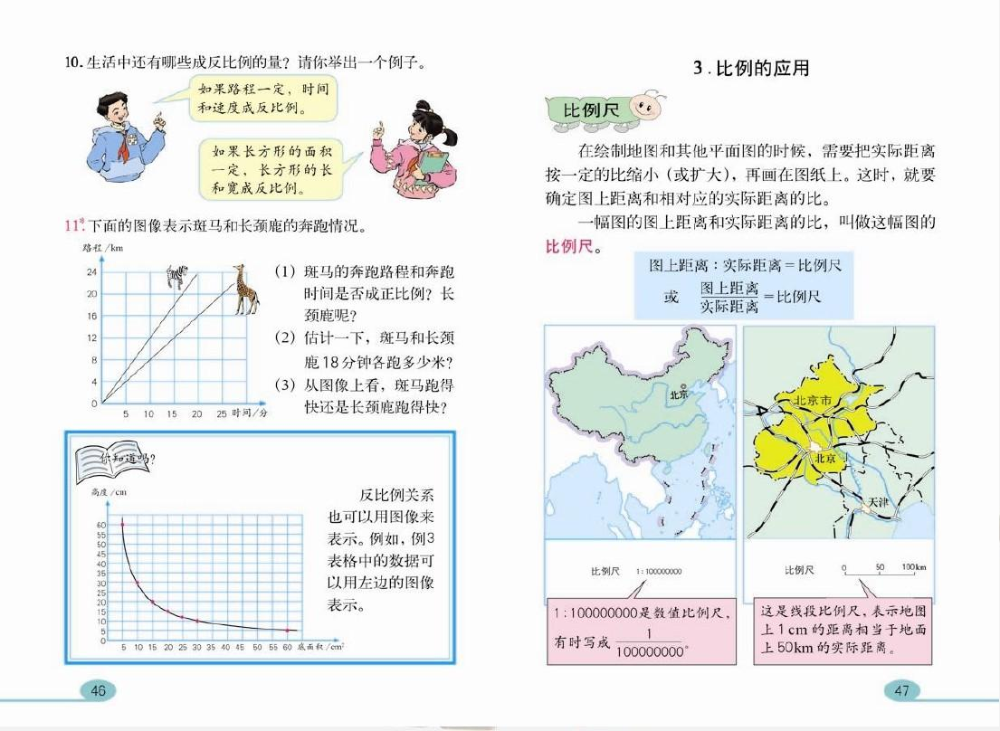 10. 生活中还有哪些成反比例的量？请你举出一个例子。
如果路程一定，时间
和速度成反比例。
如果长方形的面积
一定，长方形的长
和宽成反比例。
11*. 下面的图像表示斑马和长颈鹿的奔跑情况。
路程/km
24
20
16
12
8
4
0
5 10 15 20 25 时间/分
(1) 斑马的奔跑路程和奔跑
时间是否成正比例？长
颈鹿呢？
(2) 估计一下，斑马和长颈
鹿18分钟各跑多少米？
(3) 从图像上看，斑马跑得
快还是长颈鹿跑得快？
你知道吗？
高度/cm
60
55
50
45
40
35
30
25
20
15
10
5
0
5 10 15 20 25 30 35 40 45 50 55 60 底面积/cm²
反比例关系
也可以用图像来
表示。例如，例3
表格中的数据可
以用左边的图像
表示。
46
3.比例的应用
比例尺
在绘制地图和其他平面图的时候，需要把实际距离
按一定的比缩小（或扩大），再画在图纸上。这时，就要
确定图上距离和相对应的实际距离的比。
一幅图的图上距离和实际距离的比，叫做这幅图的
比例尺。
图上距离：实际距离＝比例尺
或 图上距离/实际距离＝比例尺
北京
比例尺 1:100000000
1:100000000是数值比例尺，
有时写成 1/100000000。
北京市
北京
天津
比例尺 0 50 100km
这是线段比例尺，表示地图
上1cm的距离相当于地面
上50km的实际距离。
47